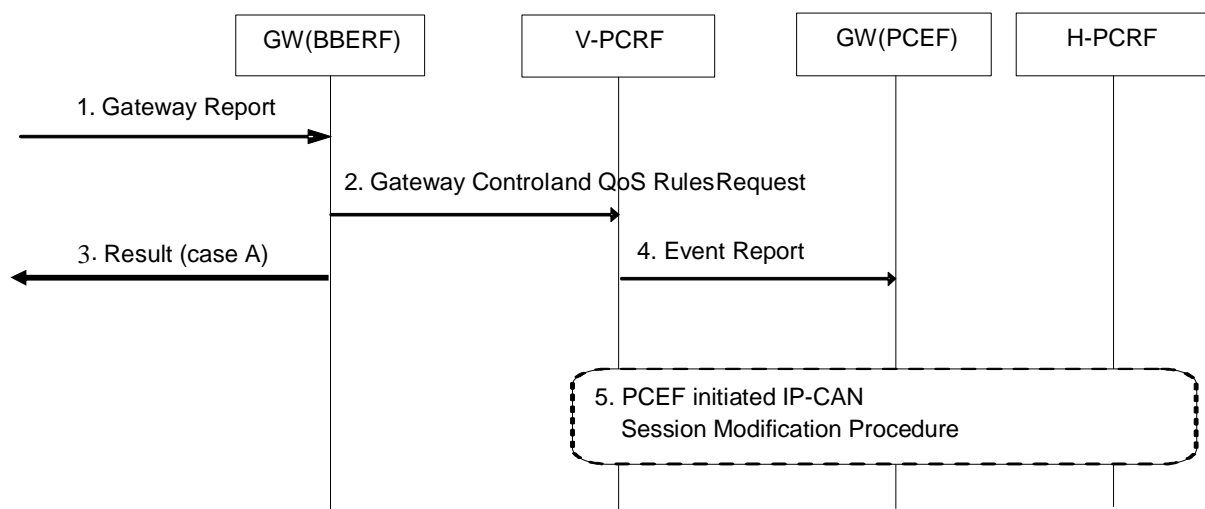 GW(BBERF)
V-PCRF
GW(PCEF)
H-PCRF
1. Gateway Report
2. Gateway Controland QoS RulesRequest
3. Result (case A)
4. Event Report
5. PCEF initiated IP-CAN
Session Modification Procedure